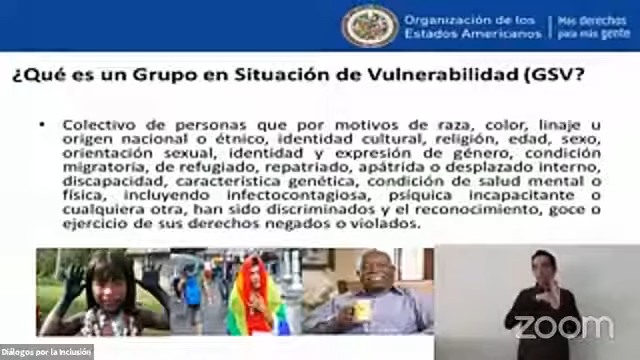 Organización de los
Estados Americanos
Más derechos
para más gente
¿Qué es un Grupo en Situación de Vulnerabilidad (GSV?
• Colectivo de personas que por motivos de raza, color, linaje u
origen nacional o étnico, identidad cultural, religión, edad, sexo,
orientación sexual, identidad y expresión de género, condición
migratoria, de refugiado, repatriado, apátrida o desplazado interno,
discapacidad, característica genética, condición de salud mental o
física, incluyendo infectocontagiosa, psíquica incapacitante o
cualquiera otra, han sido discriminados y el reconocimiento, goce o
ejercicio de sus derechos negados o violados.
Diálogos por la Inclusión
zoom